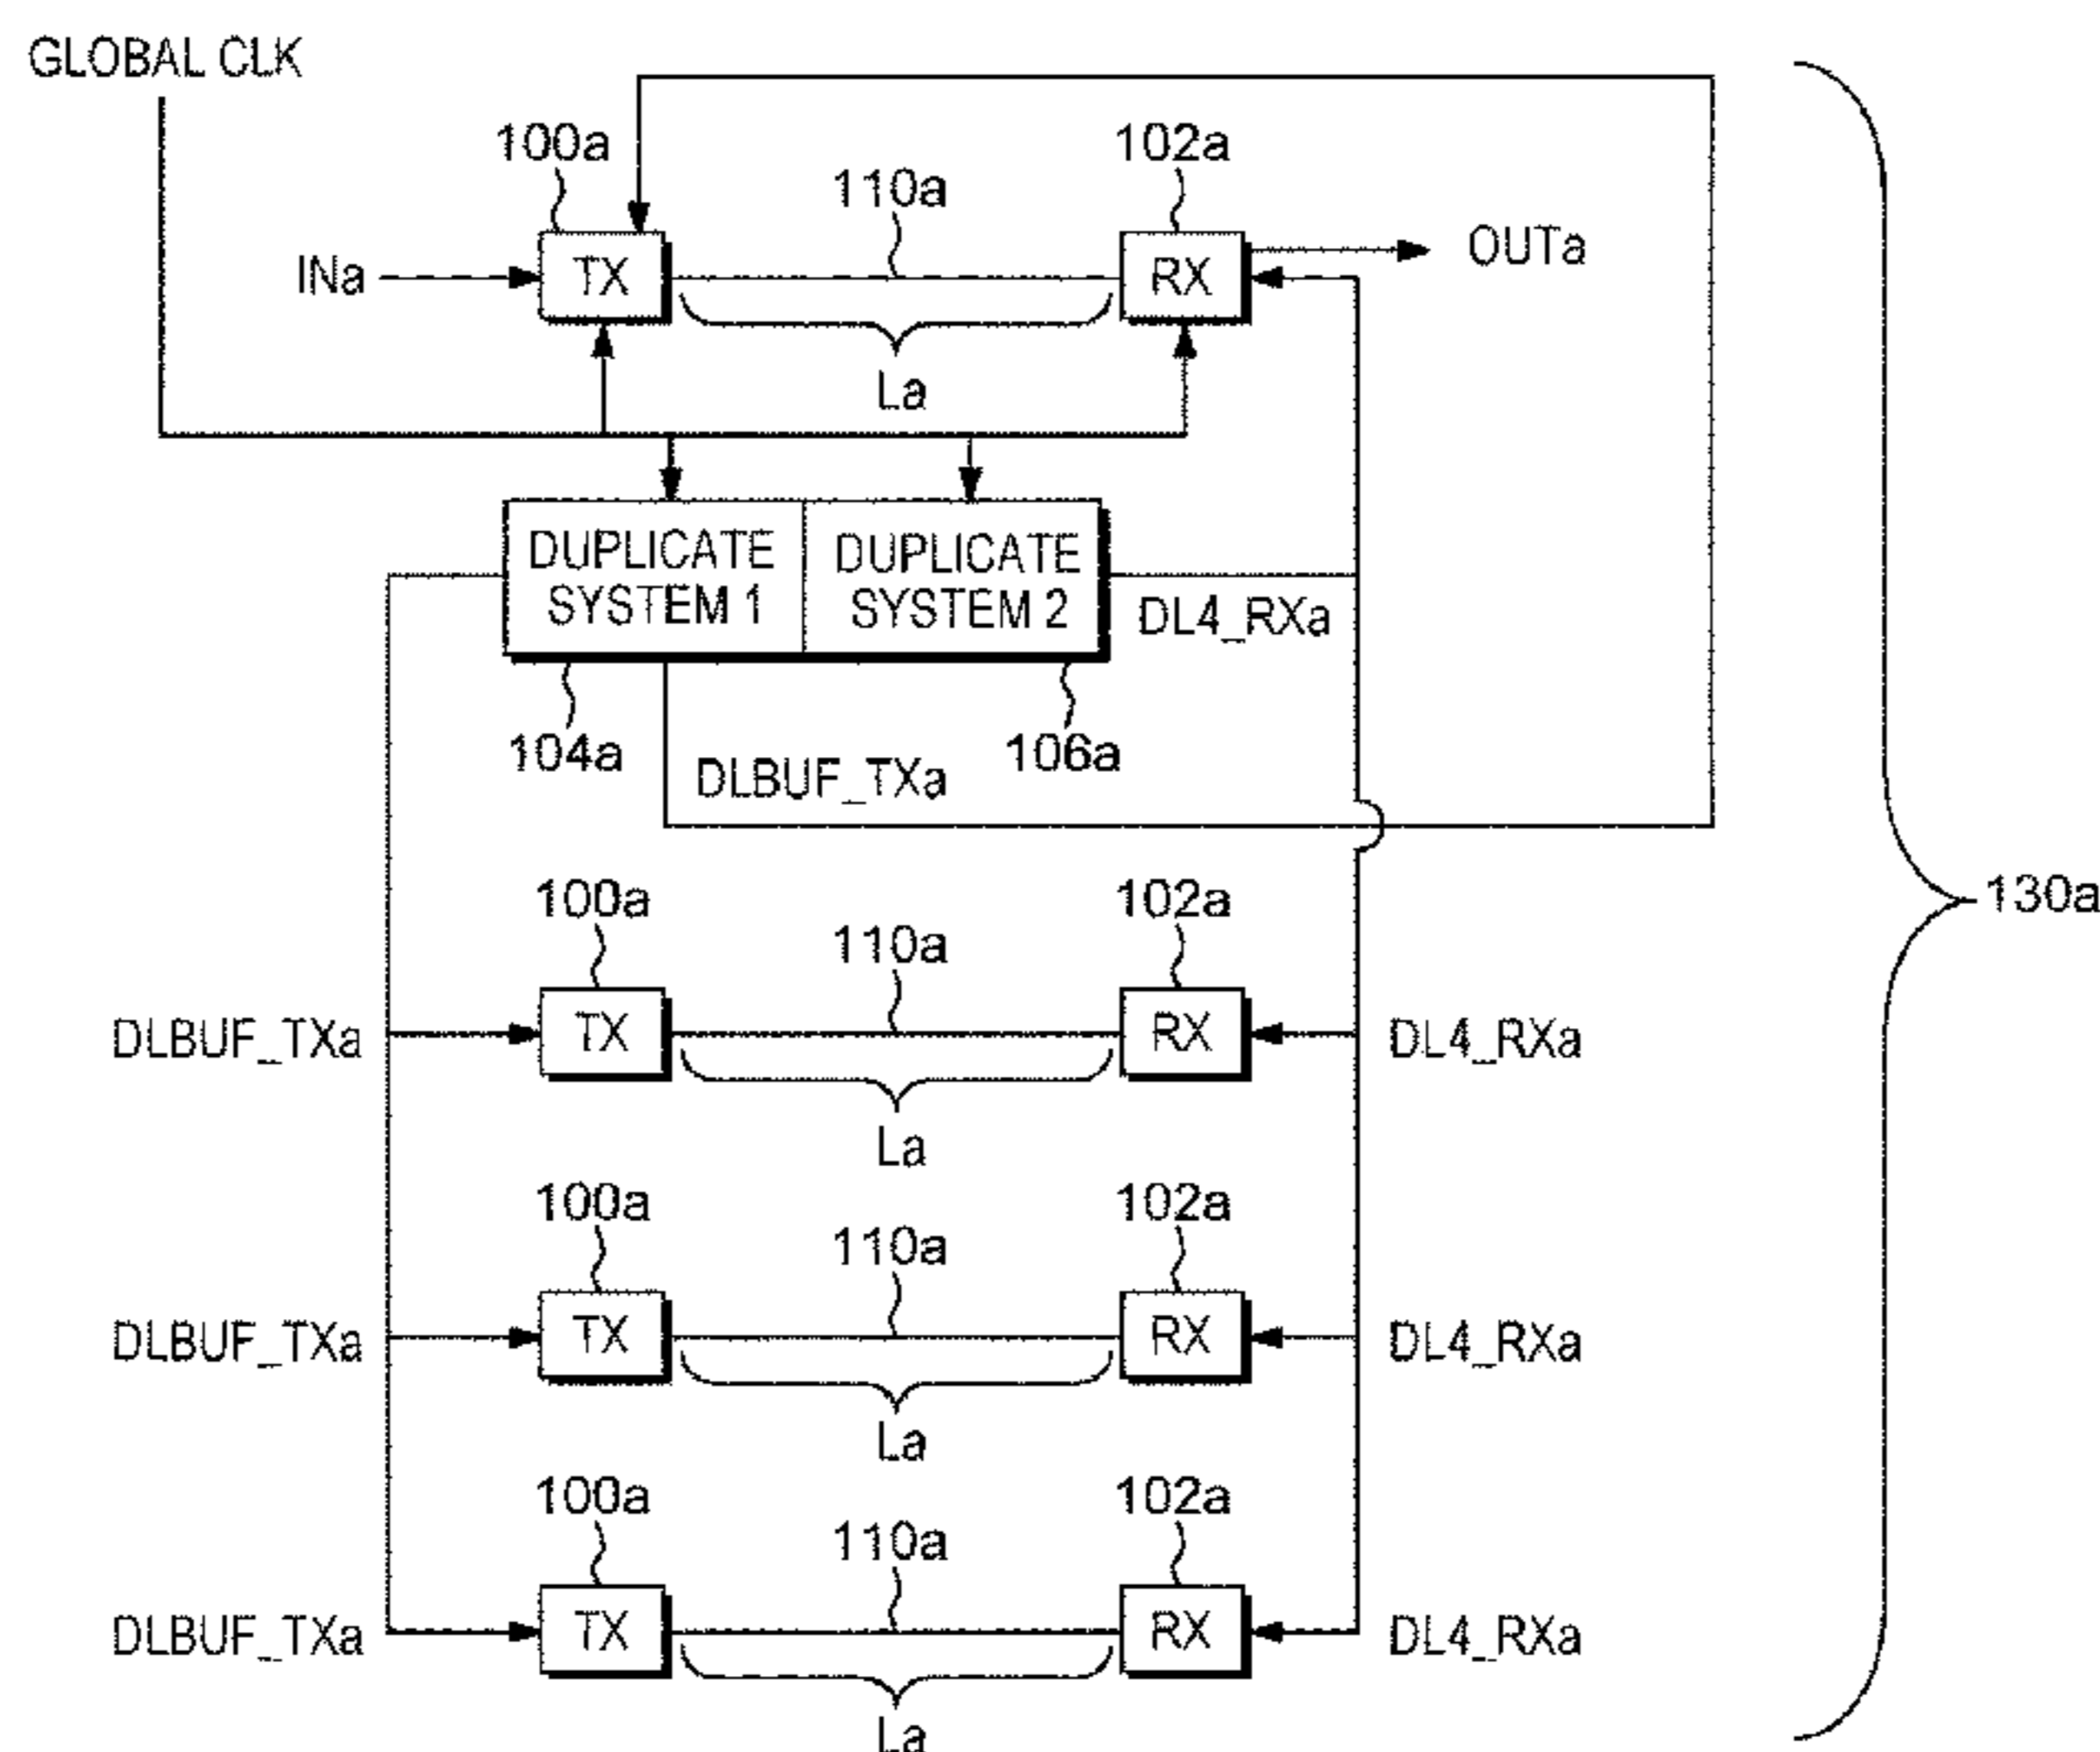 GLOBAL CLK
100a
110a
102a
INa
TX
RX
OUTa
La
DUPLICATE
SYSTEM 1
DUPLICATE
SYSTEM 2
DL4_RXa
104a
DLBUF_TXa
106a
130a
100a
110a
102a
DLBUF_TXa
TX
RX
DL4_RXa
La
100a
110a
102a
DLBUF_TXa
TX
RX
DL4_RXa
La
100a
110a
102a
DLBUF_TXa
TX
RX
DL4_RXa
La